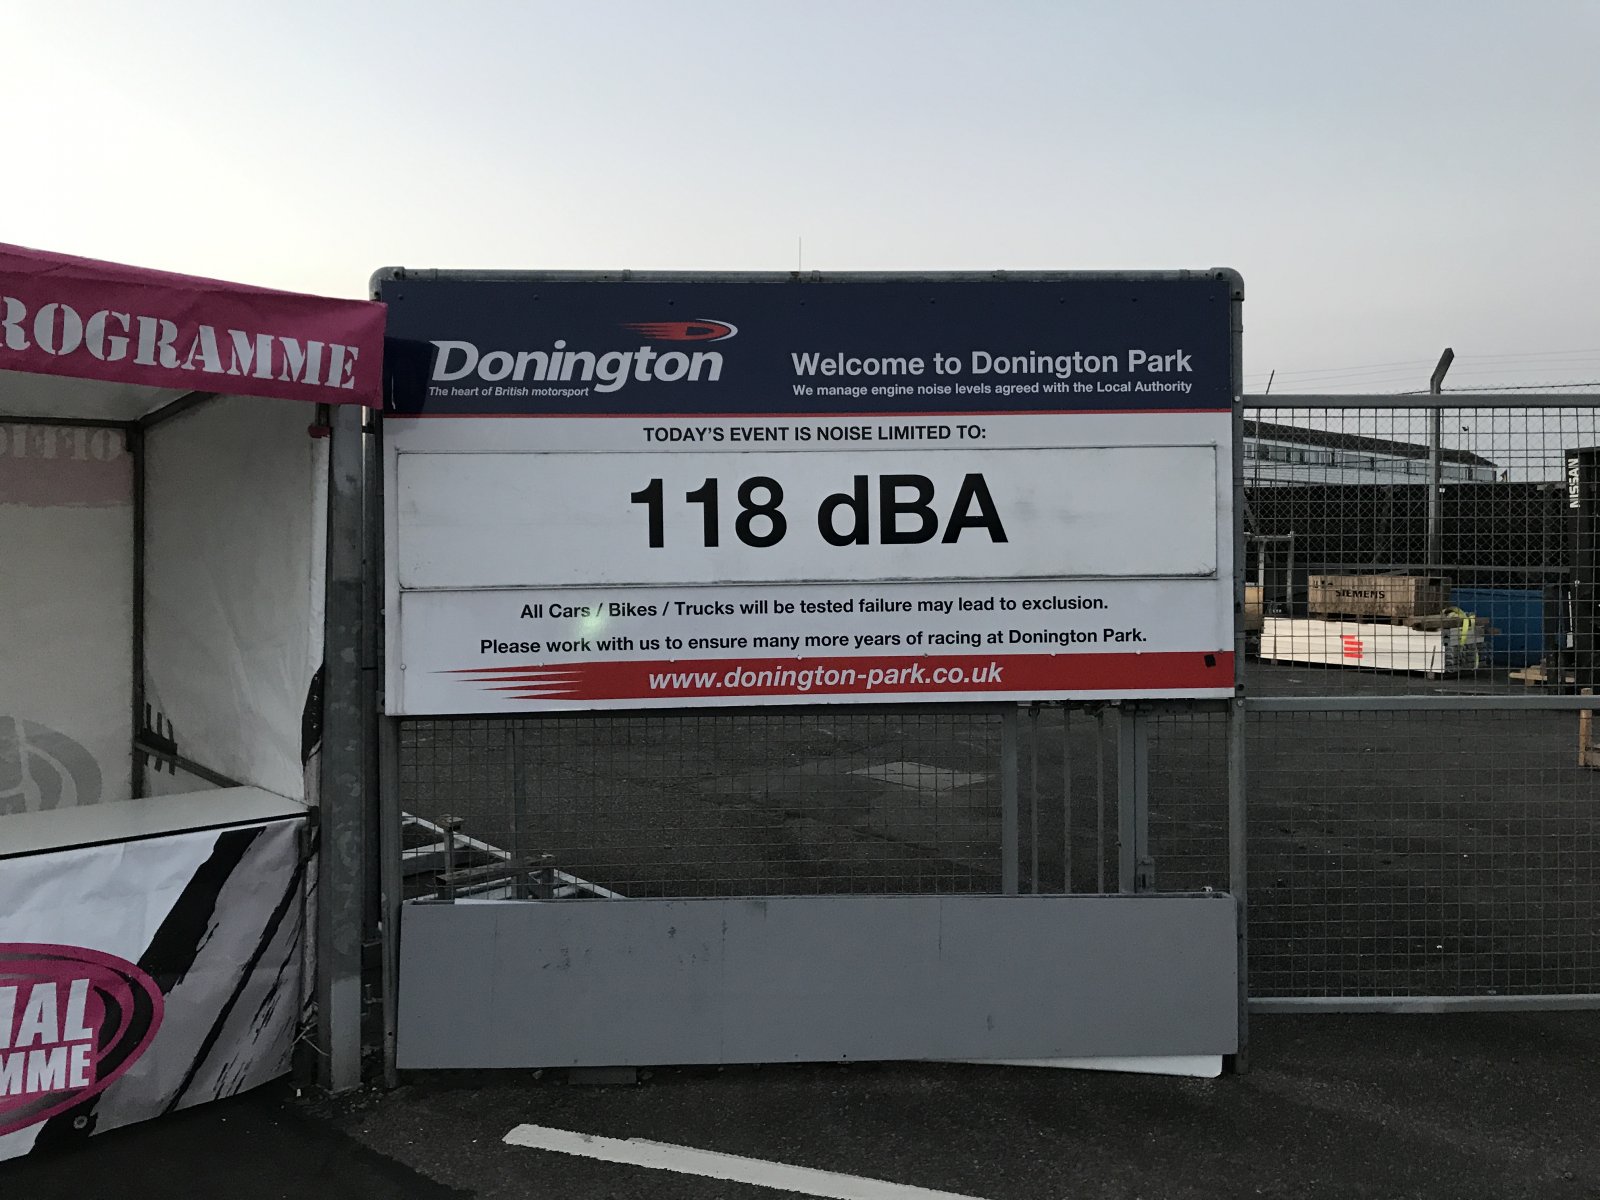 ROGRAMME
Donington
The heart of British motorsport
Welcome to Donington Park
We manage engine noise levels agreed with the Local Authority
TODAY'S EVENT IS NOISE LIMITED TO:
118 dBA
All Cars / Bikes / Trucks will be tested failure may lead to exclusion.
Please work with us to ensure many more years of racing at Donington Park.
www.donington-park.co.uk
NISSAN
SIEMENS
IAL
MME